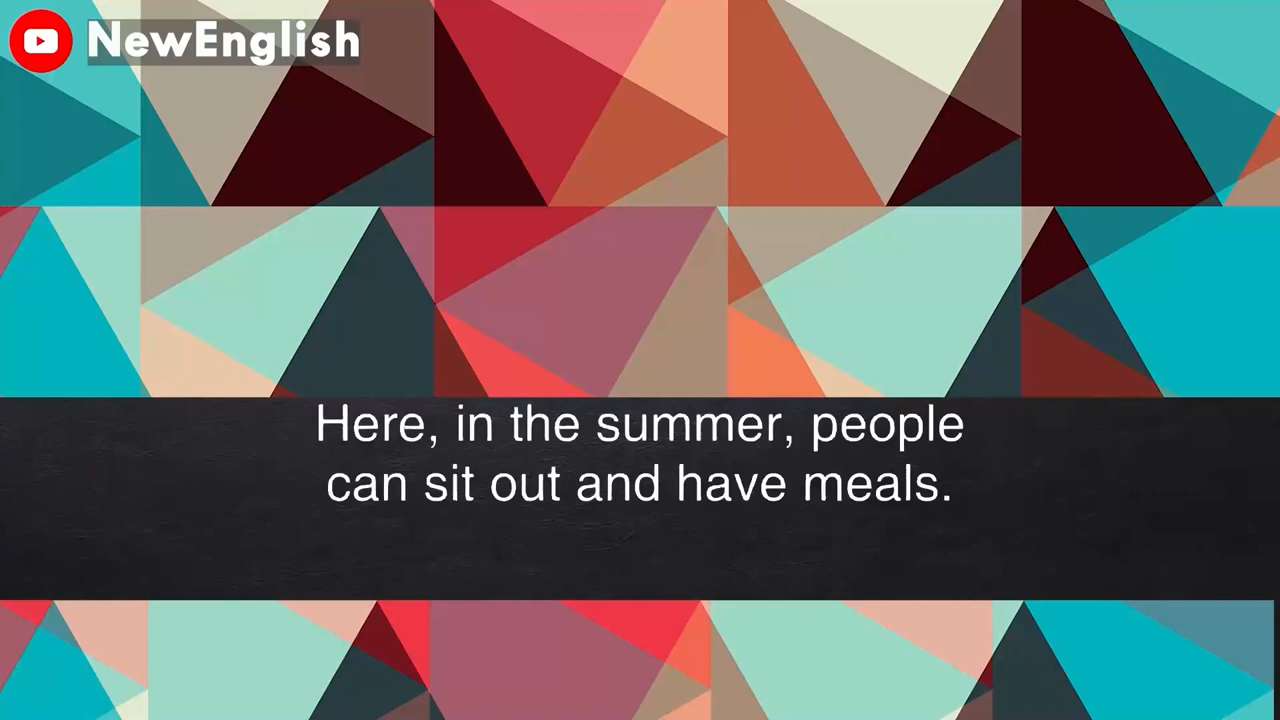 NewEnglish
Here, in the summer, people
can sit out and have meals.